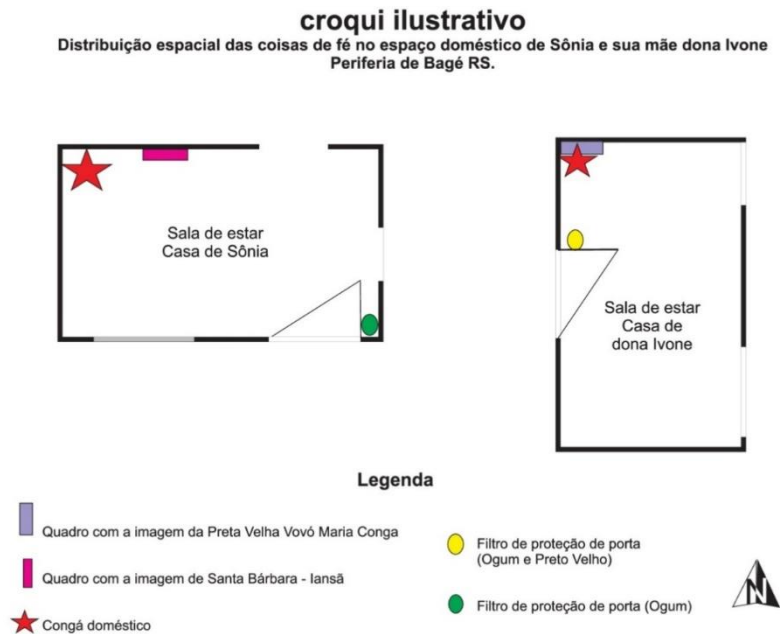 croqui ilustrativo
Distribuição espacial das coisas de fé no espaço doméstico de Sônia e sua mãe dona Ivone
Periferia de Bagé RS.
Sala de estar
Casa de Sônia
Sala de estar
Casa de
dona Ivone
Legenda
Quadro com a imagem da Preta Velha Vovó Maria Conga
Quadro com a imagem de Santa Bárbara - Iansã
Congá doméstico
Filtro de proteção de porta
(Ogum e Preto Velho)
Filtro de proteção de porta (Ogum)
N